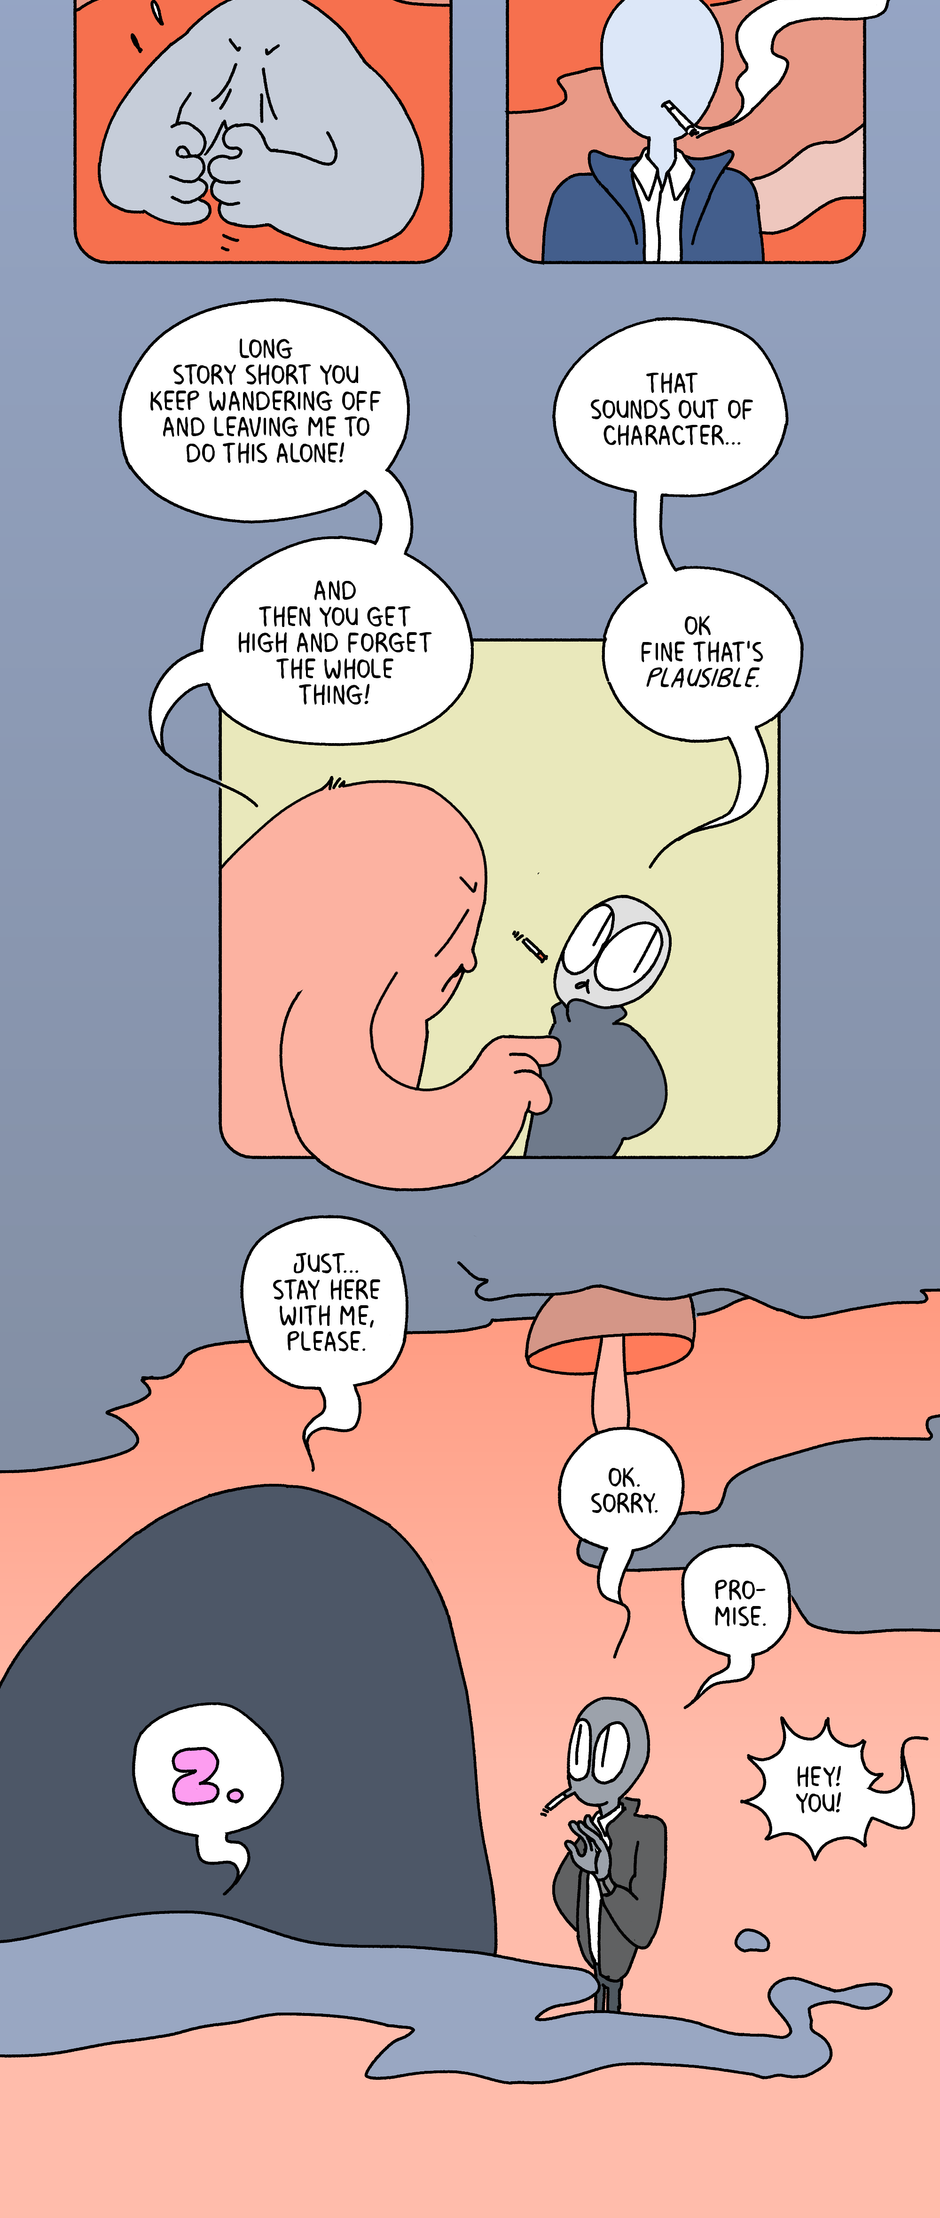 LONG
STORY SHORT YOU
KEEP WANDERING OFF
AND LEAVING ME TO
DO THIS ALONE!
THAT
SOUNDS OUT OF
CHARACTER...
AND
THEN YOU GET
HIGH AND FORGET
THE WHOLE
THING!
OK
FINE THAT'S
PLAUSIBLE.
JUST...
STAY HERE
WITH ME,
PLEASE.
OK.
SORRY.
PRO-
MISE.
2.
HEY!
YOU!